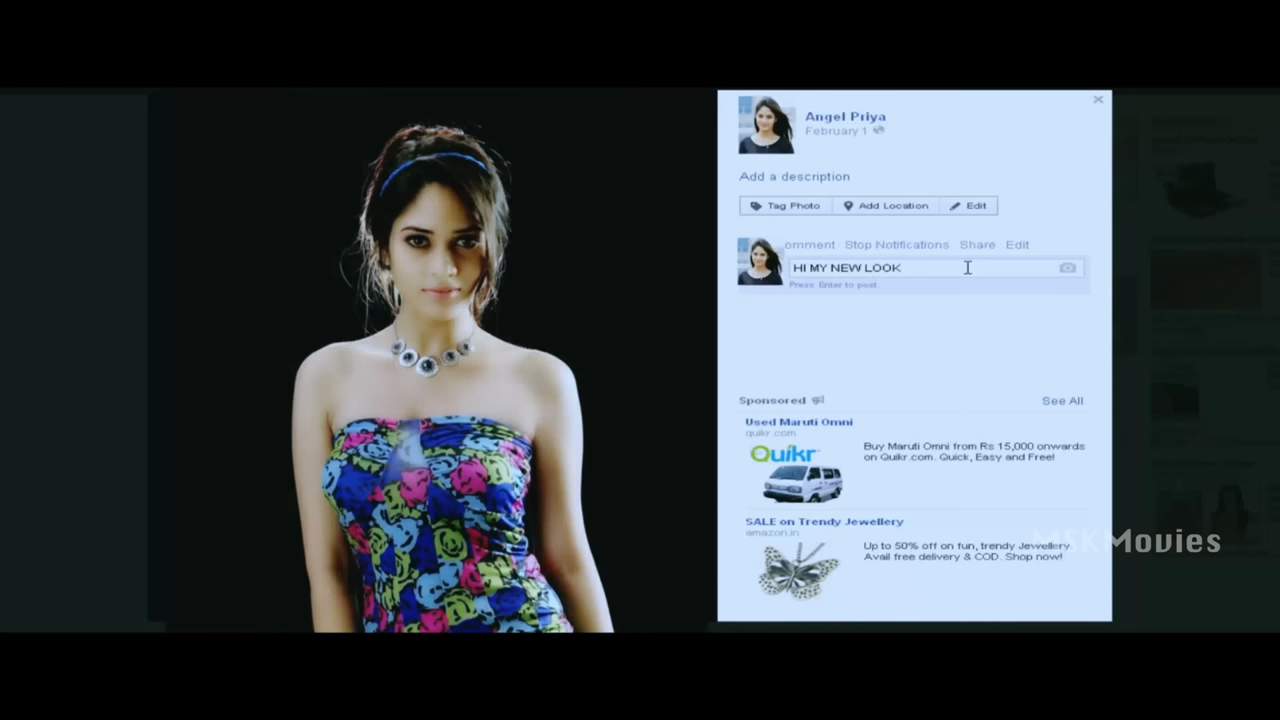 Angel Priya
February 1
Add a description
Tag Photo Add Location Edit
omment · Stop Notifications · Share · Edit
HI MY NEW LOOK
Press Enter to post.
Sponsored
See All
Used Maruti Omni
quikr.com
Quikr
Buy Maruti Omni from Rs 15,000 onwards
on Quikr.com. Quick, Easy and Free!
SALE on Trendy Jewellery
amazon.in
Up to 50% off on fun, trendy Jewellery.
Avail free delivery & COD. Shop now!
MSKMovies